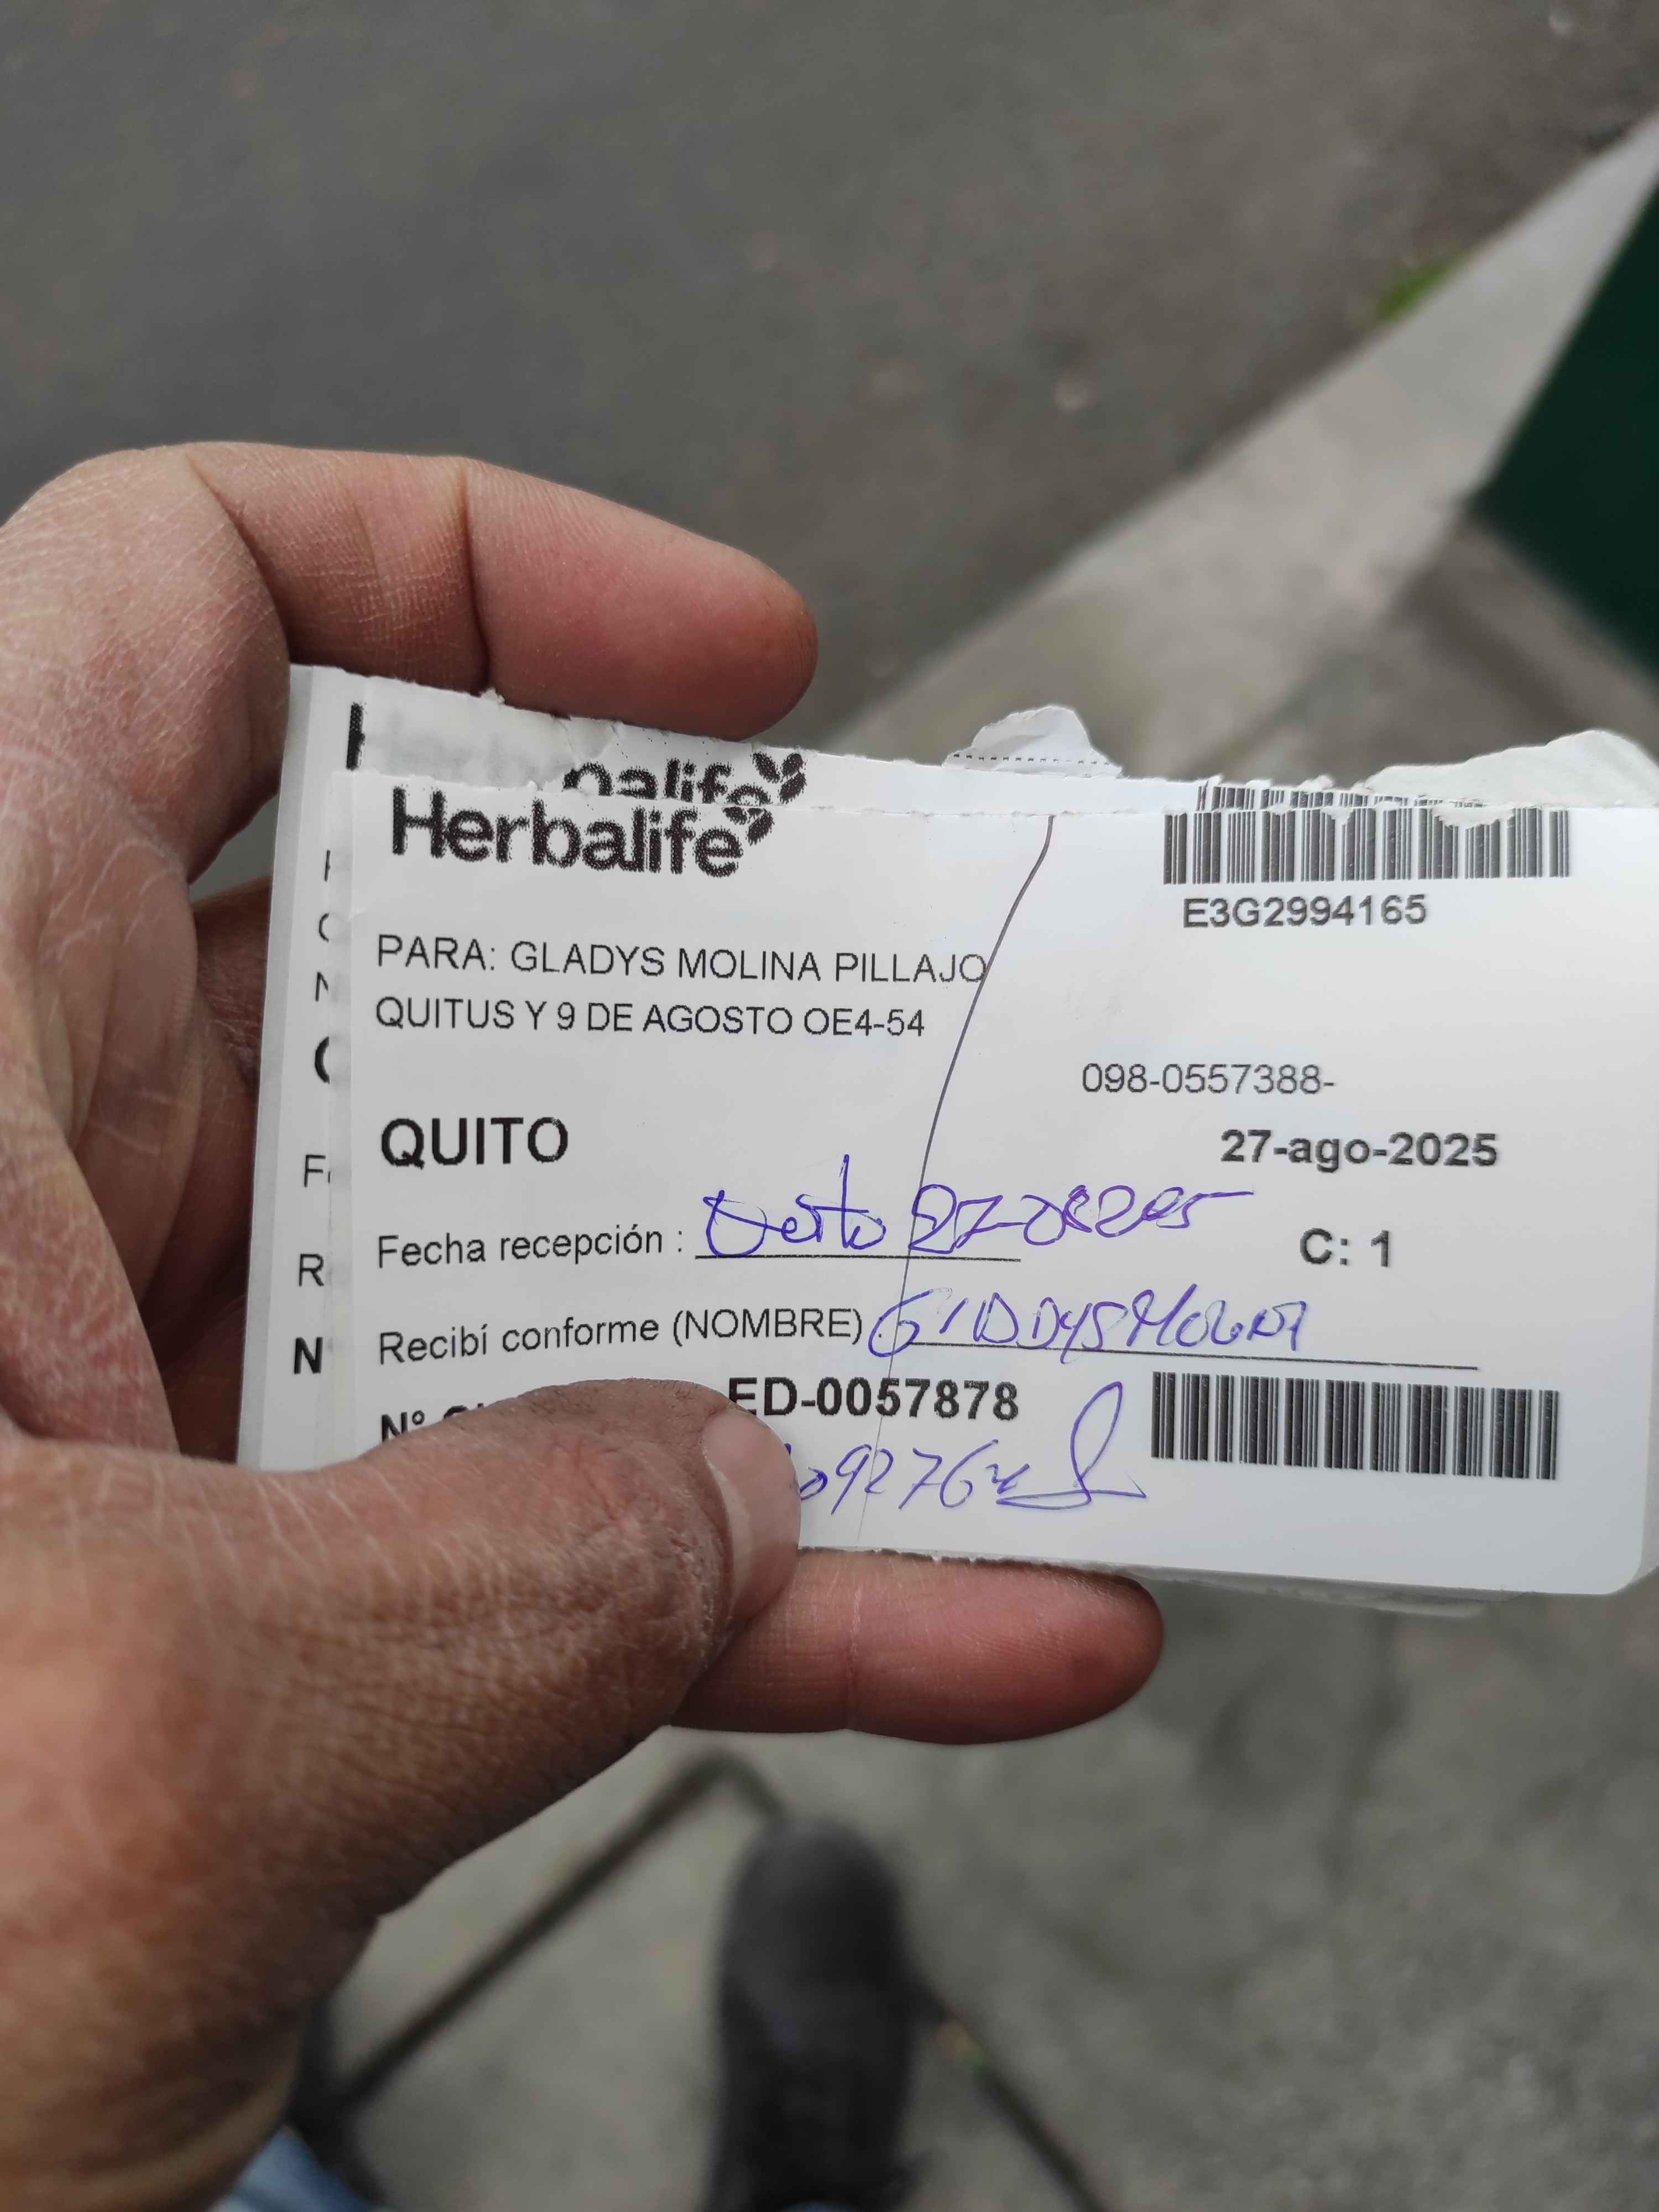 Herbalife
E3G2994165
PARA: GLADYS MOLINA PILLAJO
QUITUS Y 9 DE AGOSTO OE4-54
098-0557388-
QUITO
27-ago-2025
Fecha recepción :
C: 1
Recibí conforme (NOMBRE)
N° ED-0057878